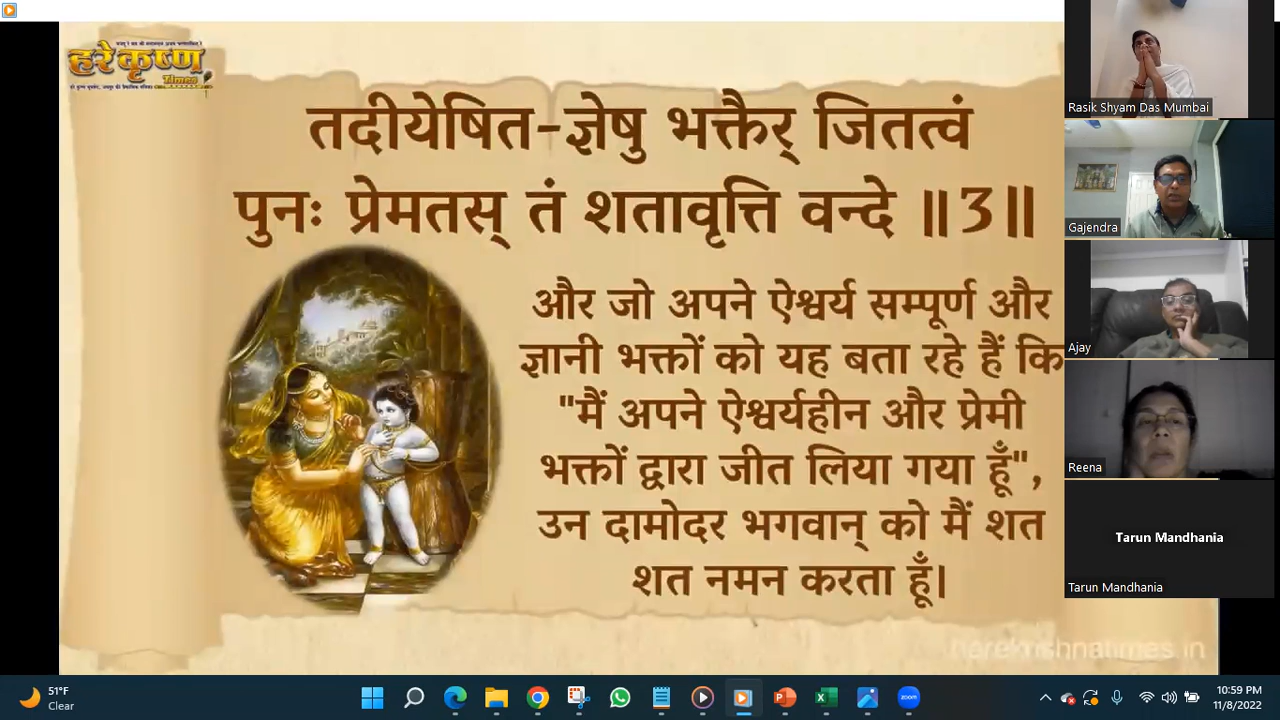 हरे कृष्ण
Times
तदीयेषित-ज्ञेषु भक्तैर् जितत्वं
पुनः प्रेमतस् तं शतावृत्ति वन्दे ॥3॥
और जो अपने ऐश्वर्य सम्पूर्ण और
ज्ञानी भक्तों को यह बता रहे हैं कि
"मैं अपने ऐश्वर्यहीन और प्रेमी
भक्तों द्वारा जीत लिया गया हूँ",
उन दामोदर भगवान् को मैं शत
शत नमन करता हूँ।
harekrishnatimes.in
Rasik Shyam Das Mumbai
Gajendra
Ajay
Reena
Tarun Mandhania
Tarun Mandhania
51°F
Clear
zoom
10:59 PM
11/8/2022